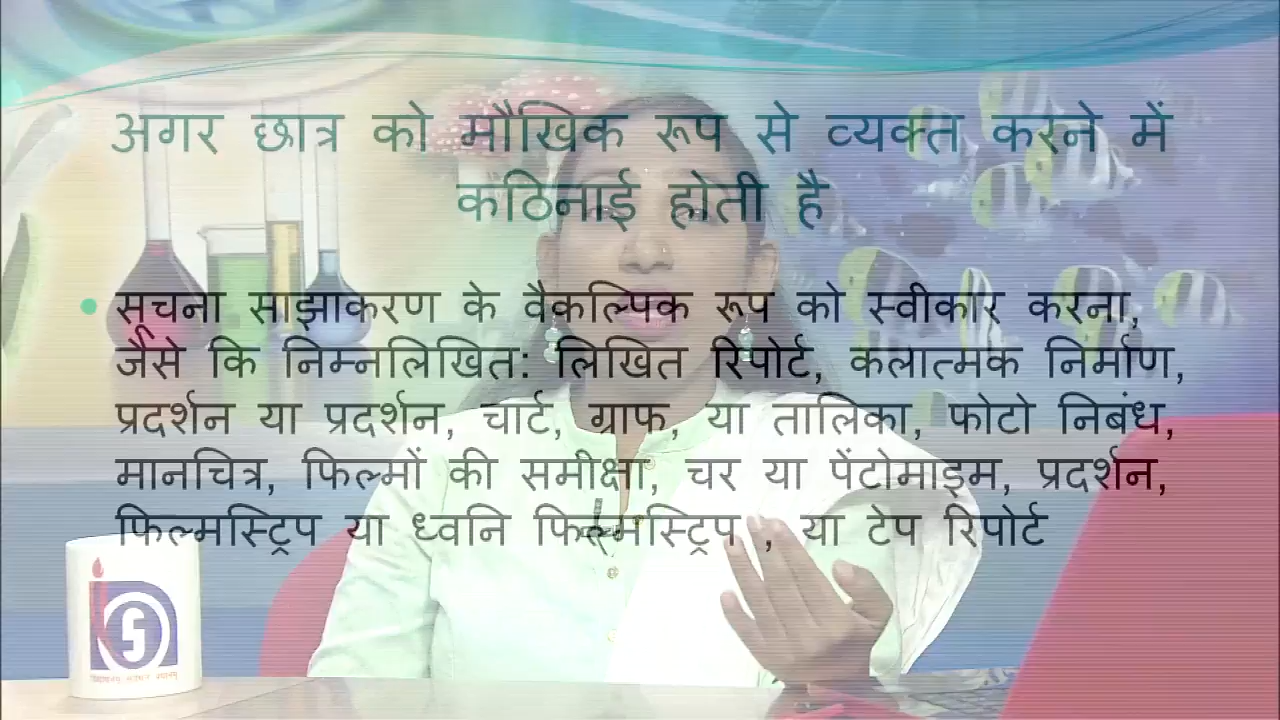 अगर छात्र को मौखिक रूप से व्यक्त करने में
कठिनाई होती है
• सूचना साझाकरण के वैकल्पिक रूप को स्वीकार करना,
जैसे कि निम्नलिखित: लिखित रिपोर्ट, कलात्मक निर्माण,
प्रदर्शन या प्रदर्शन, चार्ट, ग्राफ, या तालिका, फोटो निबंध,
मानचित्र, फिल्मों की समीक्षा, चर या पेंटोमाइम, प्रदर्शन,
फिल्मस्ट्रिप या ध्वनि फिल्मस्ट्रिप , या टेप रिपोर्ट